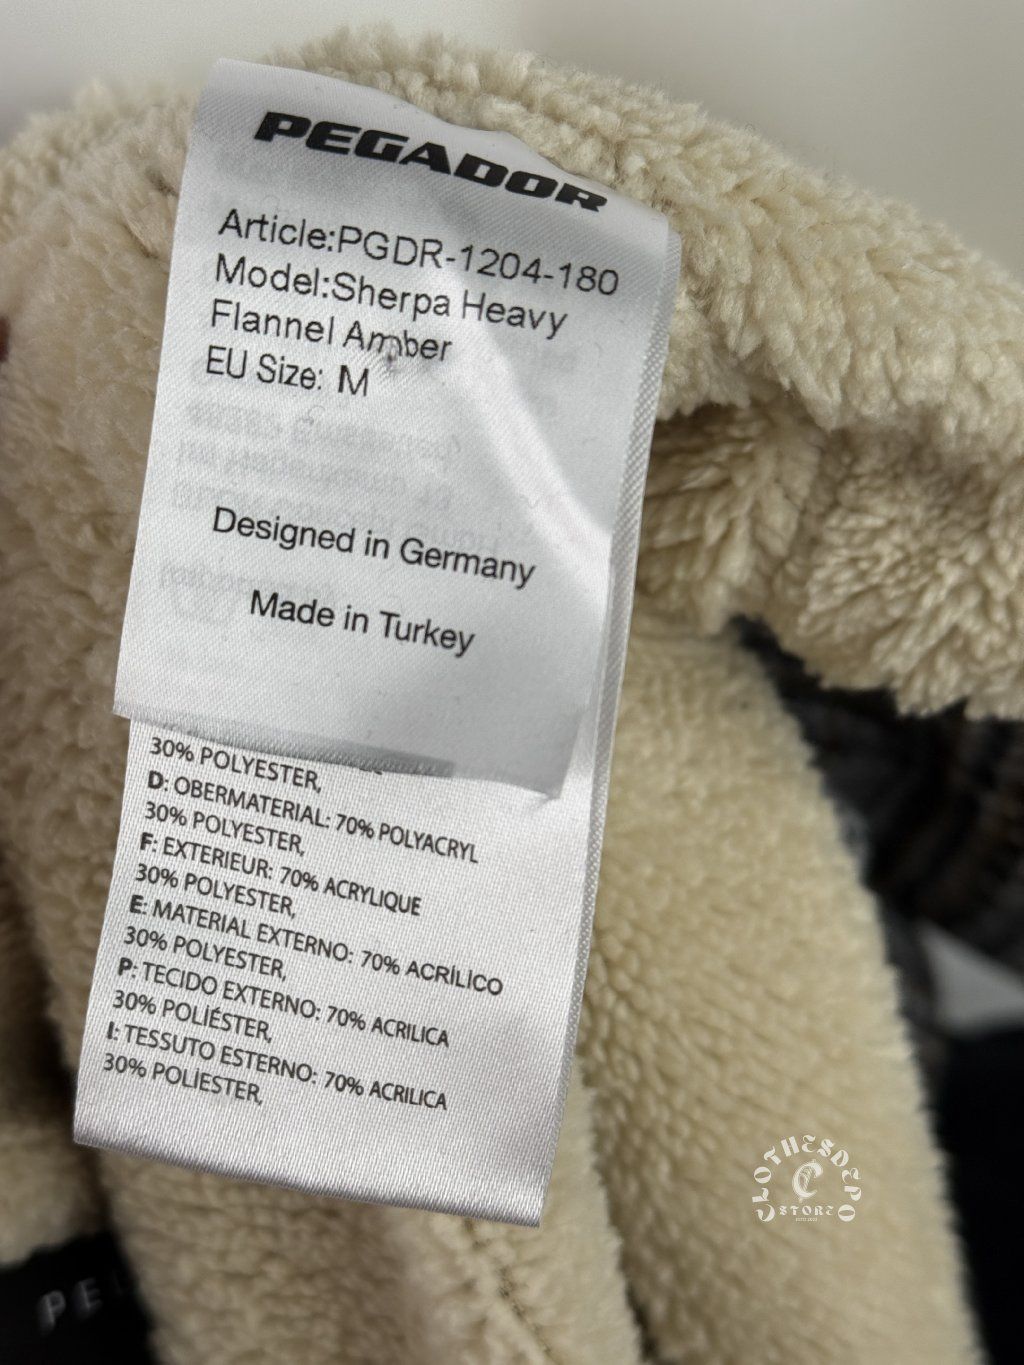 PEGADOR
Article:PGDR-1204-180
Model:Sherpa Heavy
Flannel Amber
EU Size: M
Designed in Germany
Made in Turkey
30% POLYESTER,
D: OBERMATERIAL: 70% POLYACRYL
30% POLYESTER,
F: EXTERIEUR: 70% ACRYLIQUE
30% POLYESTER,
E: MATERIAL EXTERNO: 70% ACRÍLICO
30% POLYESTER,
P: TECIDO EXTERNO: 70% ACRILICA
30% POLIÉSTER,
I: TESSUTO ESTERNO: 70% ACRILICA
30% POLIESTER,
CLOTHESDEPO
STORE